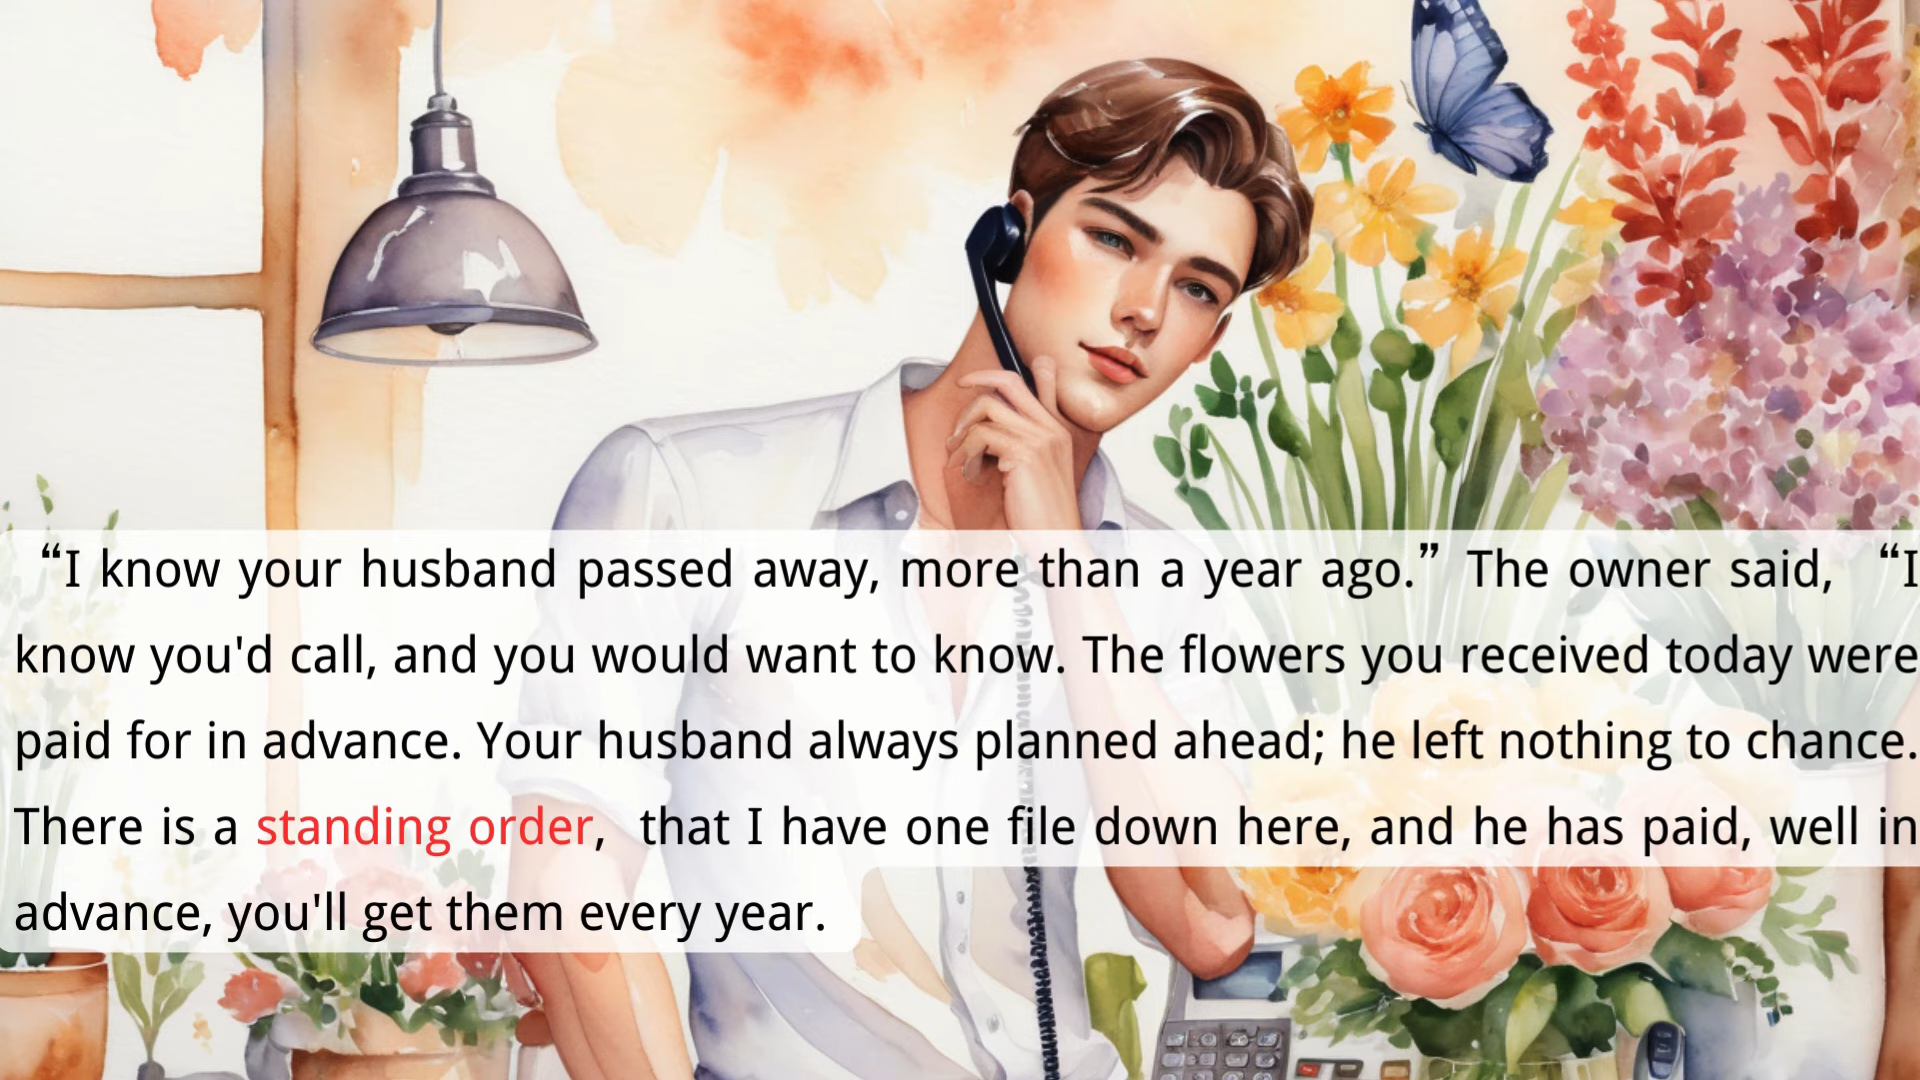 “I know your husband passed away, more than a year ago.” The owner said, “I
know you'd call, and you would want to know. The flowers you received today were
paid for in advance. Your husband always planned ahead; he left nothing to chance.
There is a standing order, that I have one file down here, and he has paid, well in
advance, you'll get them every year.